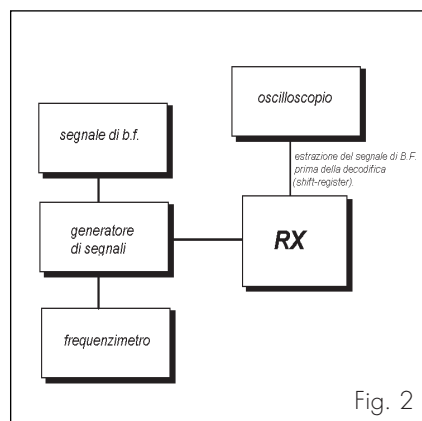 oscilloscopio
segnale di b.f.
estrazione del segnale di B.F.
prima della decodifica
(shift-register).
generatore
di segnali
RX
frequenzimetro
Fig. 2